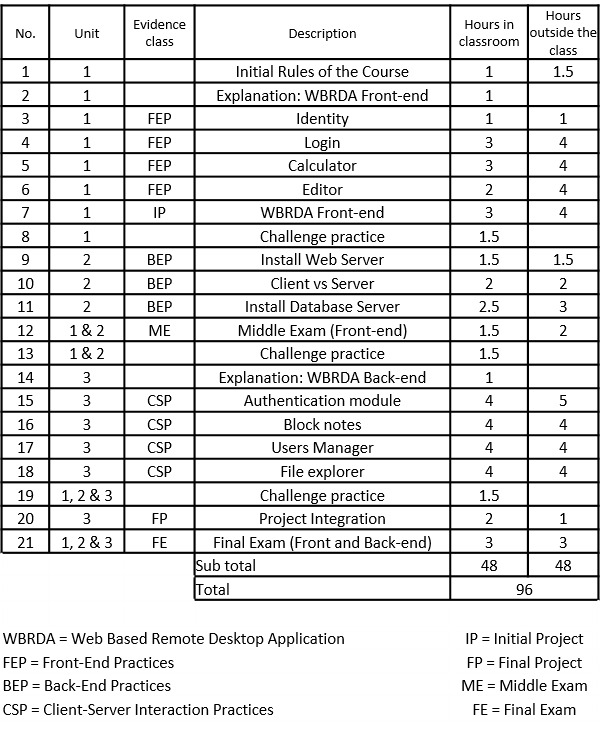 No. Unit Evidence class Description Hours in classroom Hours outside the class
1 1 Initial Rules of the Course 1 1.5
2 1 Explanation: WBRDA Front-end 1
3 1 FEP Identity 1 1
4 1 FEP Login 3 4
5 1 FEP Calculator 3 4
6 1 FEP Editor 2 4
7 1 IP WBRDA Front-end 3 4
8 1 Challenge practice 1.5
9 2 BEP Install Web Server 1.5 1.5
10 2 BEP Client vs Server 2 2
11 2 BEP Install Database Server 2.5 3
12 1 & 2 ME Middle Exam (Front-end) 1.5 2
13 1 & 2 Challenge practice 1.5
14 3 Explanation: WBRDA Back-end 1
15 3 CSP Authentication module 4 5
16 3 CSP Block notes 4 4
17 3 CSP Users Manager 4 4
18 3 CSP File explorer 4 4
19 1, 2 & 3 Challenge practice 1.5
20 3 FP Project Integration 2 1
21 1, 2 & 3 FE Final Exam (Front and Back-end) 3 3
Sub total 48 48
Total 96
WBRDA = Web Based Remote Desktop Application IP = Initial Project
FEP = Front-End Practices FP = Final Project
BEP = Back-End Practices ME = Middle Exam
CSP = Client-Server Interaction Practices FE = Final Exam